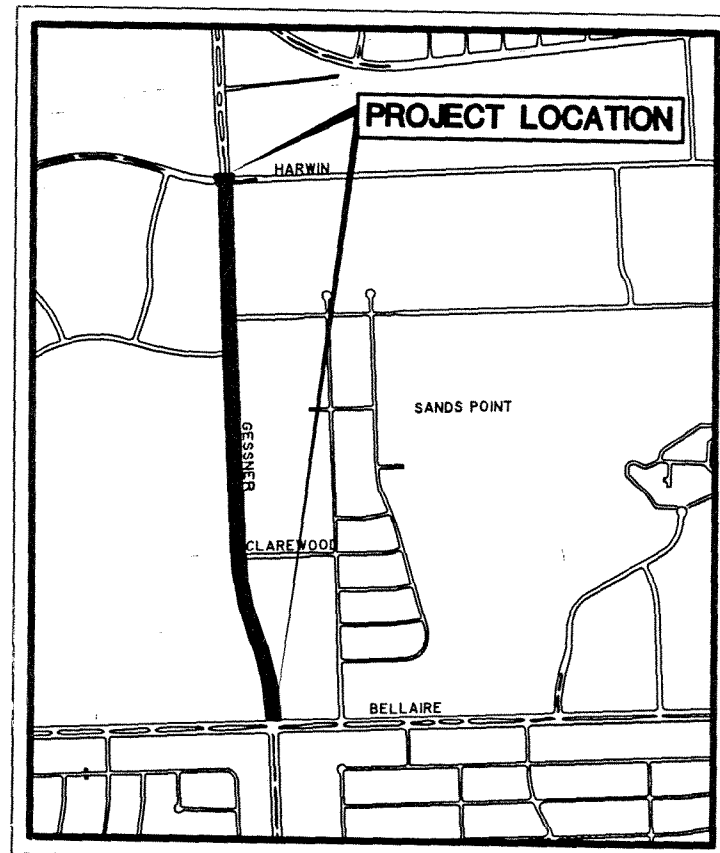 PROJECT LOCATION
HARWIN
SANDS POINT
GESSNER
CLAREWOOD
BELLAIRE